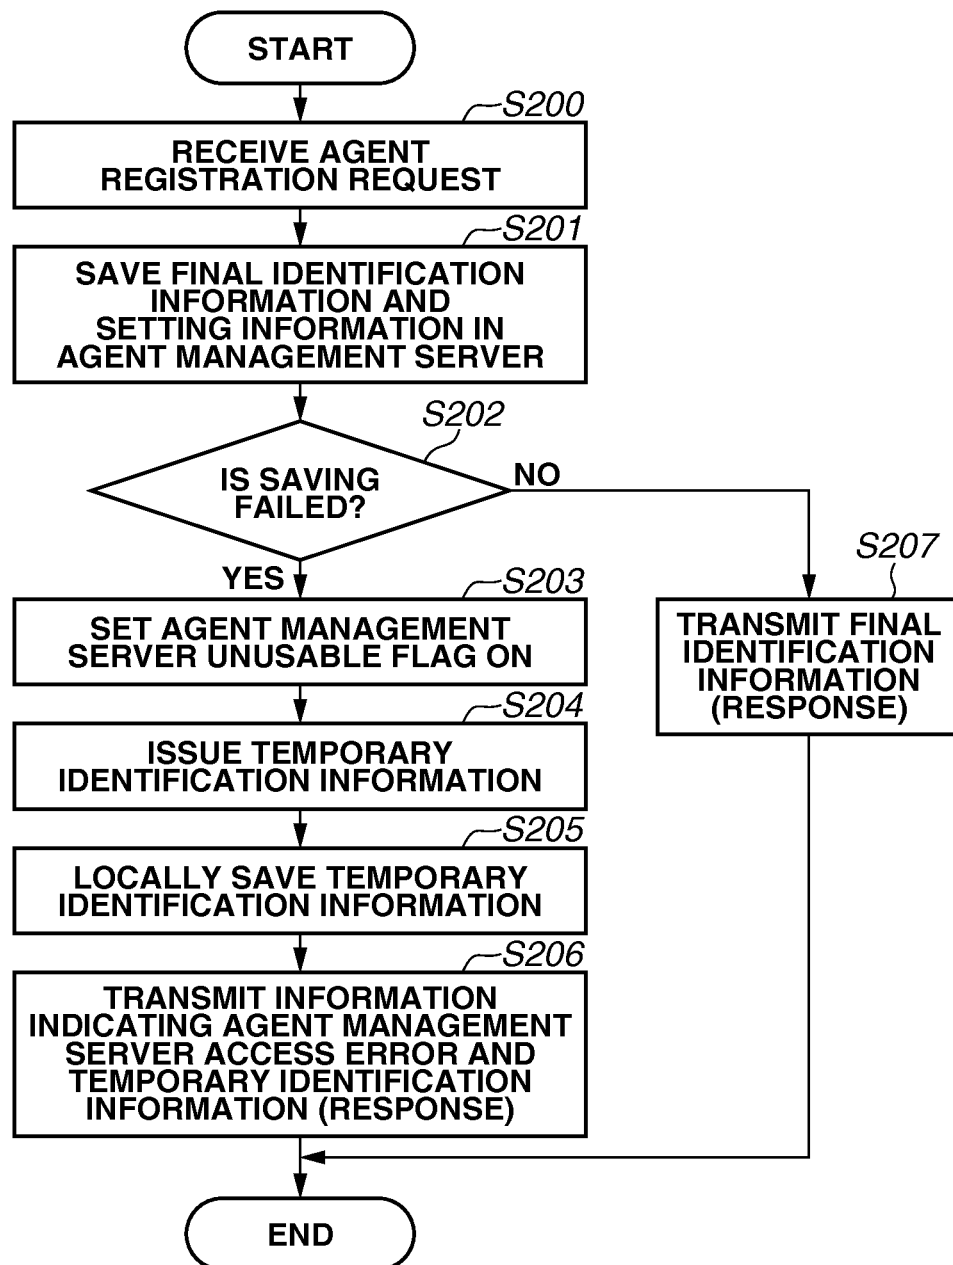 START
S200
RECEIVE AGENT
REGISTRATION REQUEST
S201
SAVE FINAL IDENTIFICATION
INFORMATION AND
SETTING INFORMATION IN
AGENT MANAGEMENT SERVER
S202
IS SAVING
FAILED?
NO
YES
S203
SET AGENT MANAGEMENT
SERVER UNUSABLE FLAG ON
S204
ISSUE TEMPORARY
IDENTIFICATION INFORMATION
S205
LOCALLY SAVE TEMPORARY
IDENTIFICATION INFORMATION
S206
TRANSMIT INFORMATION
INDICATING AGENT MANAGEMENT
SERVER ACCESS ERROR AND
TEMPORARY IDENTIFICATION
INFORMATION (RESPONSE)
S207
TRANSMIT FINAL
IDENTIFICATION
INFORMATION
(RESPONSE)
END